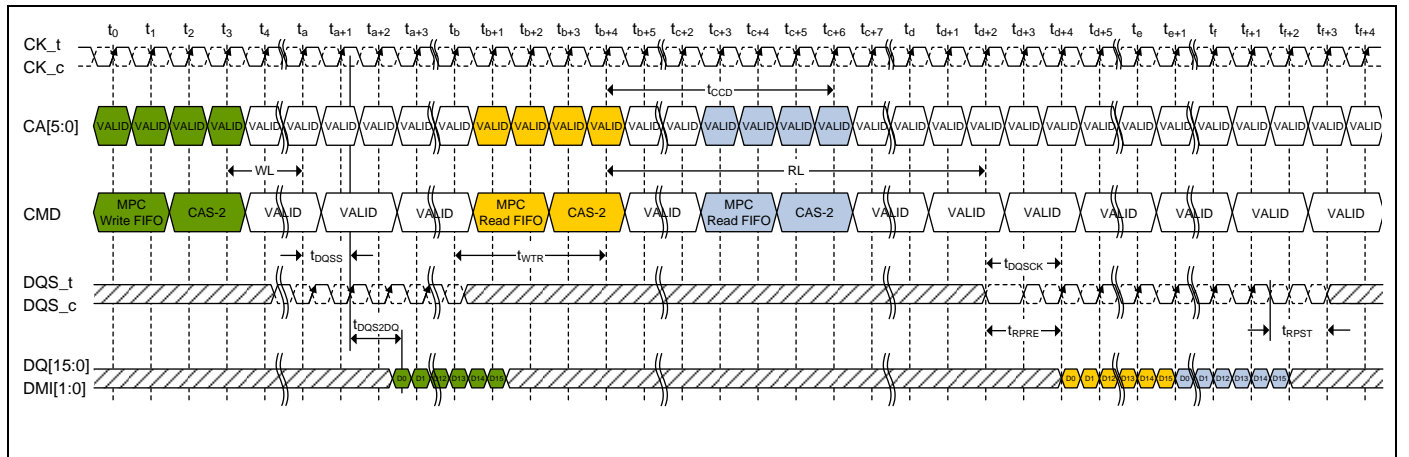 t0 t1 t2 t3 t4 ta ta+1 ta+2 ta+3 tb tb+1 tb+2 tb+3 tb+4 tb+5 tc+2 tc+3 tc+4 tc+5 tc+6 tc+7 td td+1 td+2 td+3 td+4 td+5 te te+1 tf tf+1 tf+2 tf+3 tf+4
CK_t
CK_c
tCCD
CA[5:0] VALID VALID VALID VALID VALID VALID VALID VALID VALID VALID VALID VALID VALID VALID VALID VALID VALID VALID VALID VALID VALID VALID VALID VALID VALID VALID VALID VALID VALID VALID VALID VALID VALID VALID
WL RL
CMD MPC Write FIFO CAS-2 VALID VALID VALID MPC Read FIFO CAS-2 VALID MPC Read FIFO CAS-2 VALID VALID VALID VALID VALID VALID VALID
tDQSS tWTR tDQSCK
DQS_t
DQS_c
tDQS2DQ tRPRE tRPST
DQ[15:0]
DMI[1:0] D0 D1 D12 D13 D14 D15 D0 D1 D12 D13 D14 D15 D0 D1 D12 D13 D14 D15